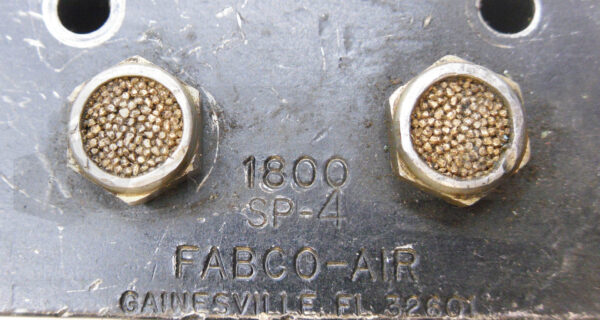 1800
SP-4
FABCO-AIR
GAINESVILLE, FL 32601